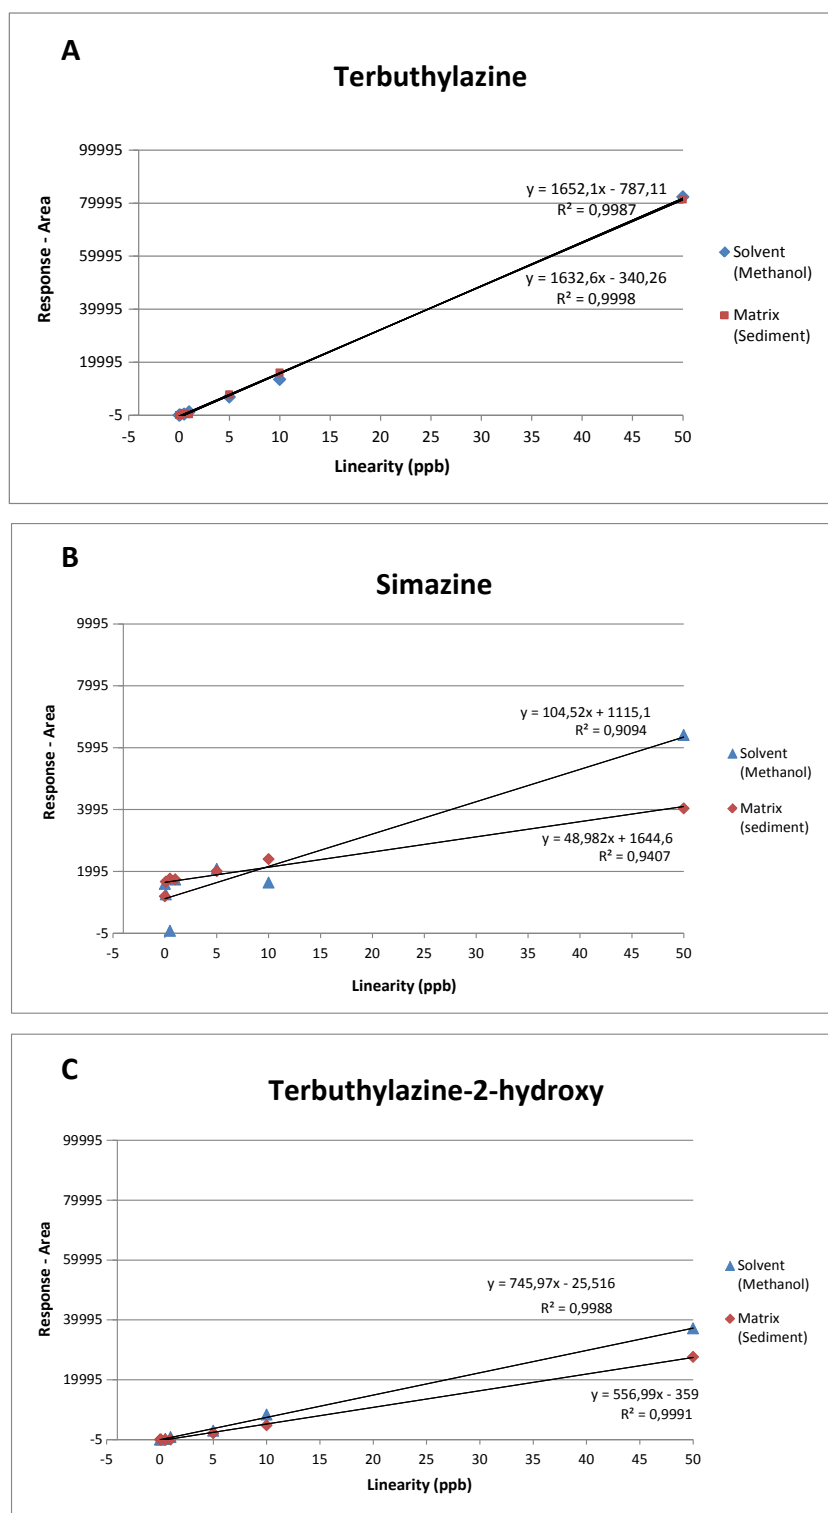 A
Terbuthylazine
99995
79995
59995
39995
19995
-5
Response - Area
y = 1652,1x - 787,11
R² = 0,9987
y = 1632,6x - 340,26
R² = 0,9998
Solvent
(Methanol)
Matrix
(Sediment)
-5 0 5 10 15 20 25 30 35 40 45 50
Linearity (ppb)
B
Simazine
9995
7995
5995
3995
1995
-5
Response - Area
y = 104,52x + 1115,1
R² = 0,9094
y = 48,982x + 1644,6
R² = 0,9407
Solvent
(Methanol)
Matrix
(sediment)
-5 0 5 10 15 20 25 30 35 40 45 50
Linearity (ppb)
C
Terbuthylazine-2-hydroxy
99995
79995
59995
39995
19995
-5
Response - Area
y = 745,97x - 25,516
R² = 0,9988
y = 556,99x - 359
R² = 0,9991
Solvent
(Methanol)
Matrix
(Sediment)
-5 0 5 10 15 20 25 30 35 40 45 50
Linearity (ppb)